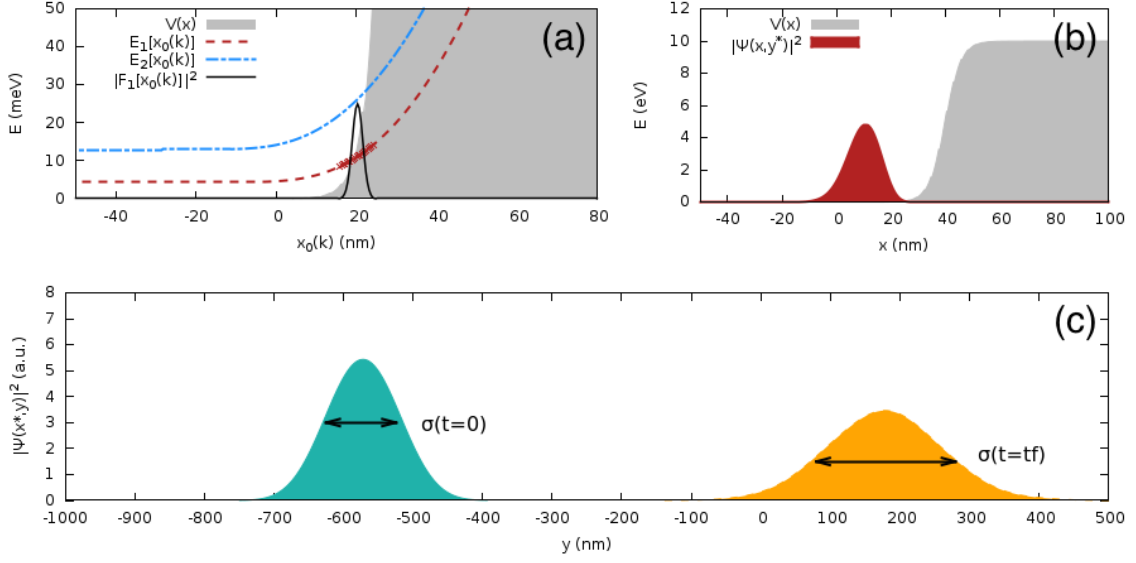 (a)
V(x)
E₁[x₀(k)]
E₂[x₀(k)]
|F₁[x₀(k)]|²
E (meV)
50
40
30
20
10
0
-40 -20 0 20 40 60 80
x₀(k) (nm)
(b)
V(x)
|Ψ(x,y*)|²
E (eV)
12
10
8
6
4
2
0
-40 -20 0 20 40 60 80 100
x (nm)
(c)
|Ψ(x*,y)|² (a.u.)
8
7
6
5
4
3
2
1
0
σ(t=0)
σ(t=tf)
-1000 -900 -800 -700 -600 -500 -400 -300 -200 -100 0 100 200 300 400 500
y (nm)